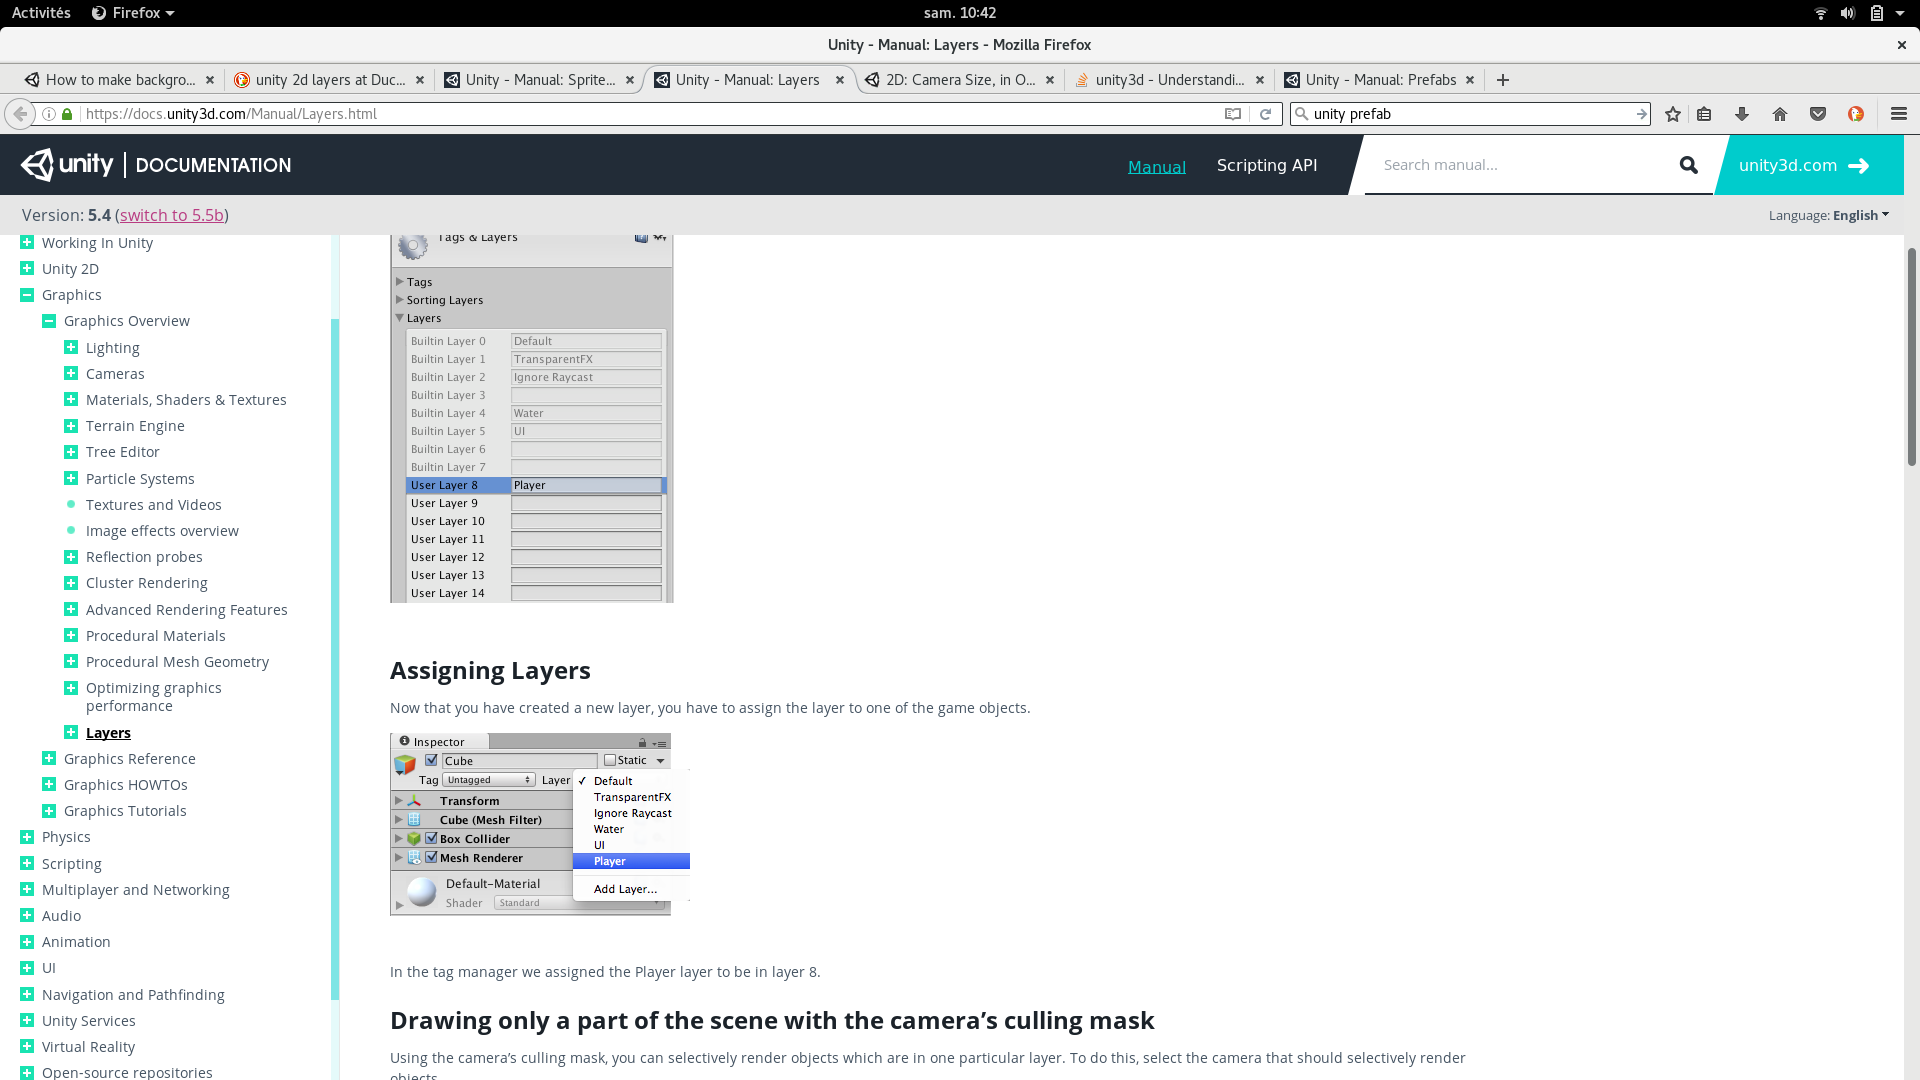 Activités
Firefox
sam. 10:42
Unity - Manual: Layers - Mozilla Firefox
How to make backgro...
unity 2d layers at Duc...
Unity - Manual: Sprite...
Unity - Manual: Layers
2D: Camera Size, in O...
unity3d - Understandi...
Unity - Manual: Prefabs
https://docs.unity3d.com/Manual/Layers.html
unity prefab
unity | DOCUMENTATION
Manual
Scripting API
Search manual...
unity3d.com
Version: 5.4 (switch to 5.5b)
Language: English
Working In Unity
Unity 2D
Graphics
Graphics Overview
Lighting
Cameras
Materials, Shaders & Textures
Terrain Engine
Tree Editor
Particle Systems
Textures and Videos
Image effects overview
Reflection probes
Cluster Rendering
Advanced Rendering Features
Procedural Materials
Procedural Mesh Geometry
Optimizing graphics
performance
Layers
Graphics Reference
Graphics HOWTOs
Graphics Tutorials
Physics
Scripting
Multiplayer and Networking
Audio
Animation
UI
Navigation and Pathfinding
Unity Services
Virtual Reality
Open-source repositories
Tags & Layers
Tags
Sorting Layers
Layers
Builtin Layer 0 Default
Builtin Layer 1 TransparentFX
Builtin Layer 2 Ignore Raycast
Builtin Layer 3
Builtin Layer 4 Water
Builtin Layer 5 UI
Builtin Layer 6
Builtin Layer 7
User Layer 8 Player
User Layer 9
User Layer 10
User Layer 11
User Layer 12
User Layer 13
User Layer 14
Assigning Layers
Now that you have created a new layer, you have to assign the layer to one of the game objects.
Inspector
Cube
Static
Tag Untagged Layer
Default
TransparentFX
Ignore Raycast
Water
UI
Player
Add Layer...
Transform
Cube (Mesh Filter)
Box Collider
Mesh Renderer
Default-Material
Shader Standard
In the tag manager we assigned the Player layer to be in layer 8.
Drawing only a part of the scene with the camera’s culling mask
Using the camera’s culling mask, you can selectively render objects which are in one particular layer. To do this, select the camera that should selectively render
objects.